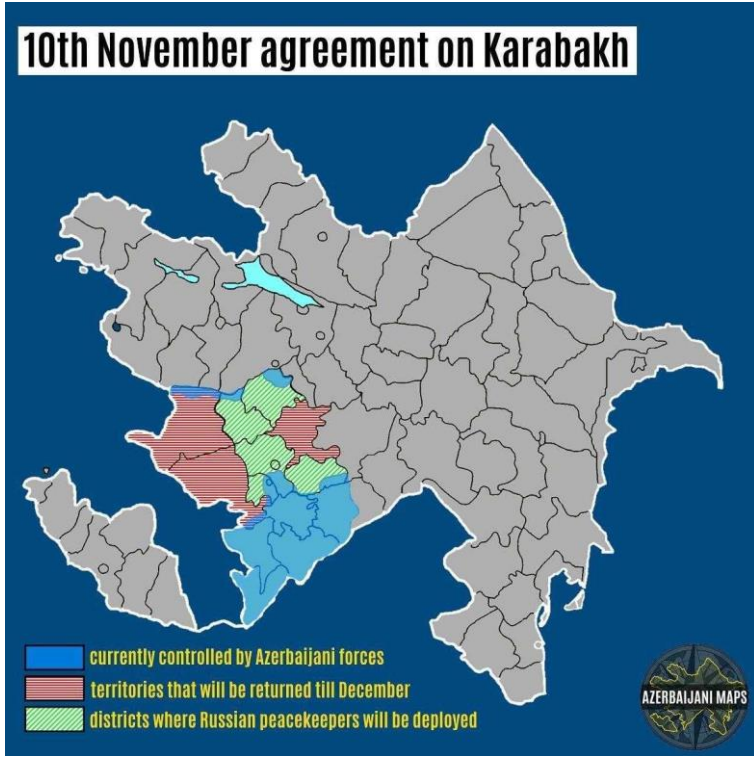 10th November agreement on Karabakh
currently controlled by Azerbaijani forces
territories that will be returned till December
districts where Russian peacekeepers will be deployed
AZERBAIJANI MAPS